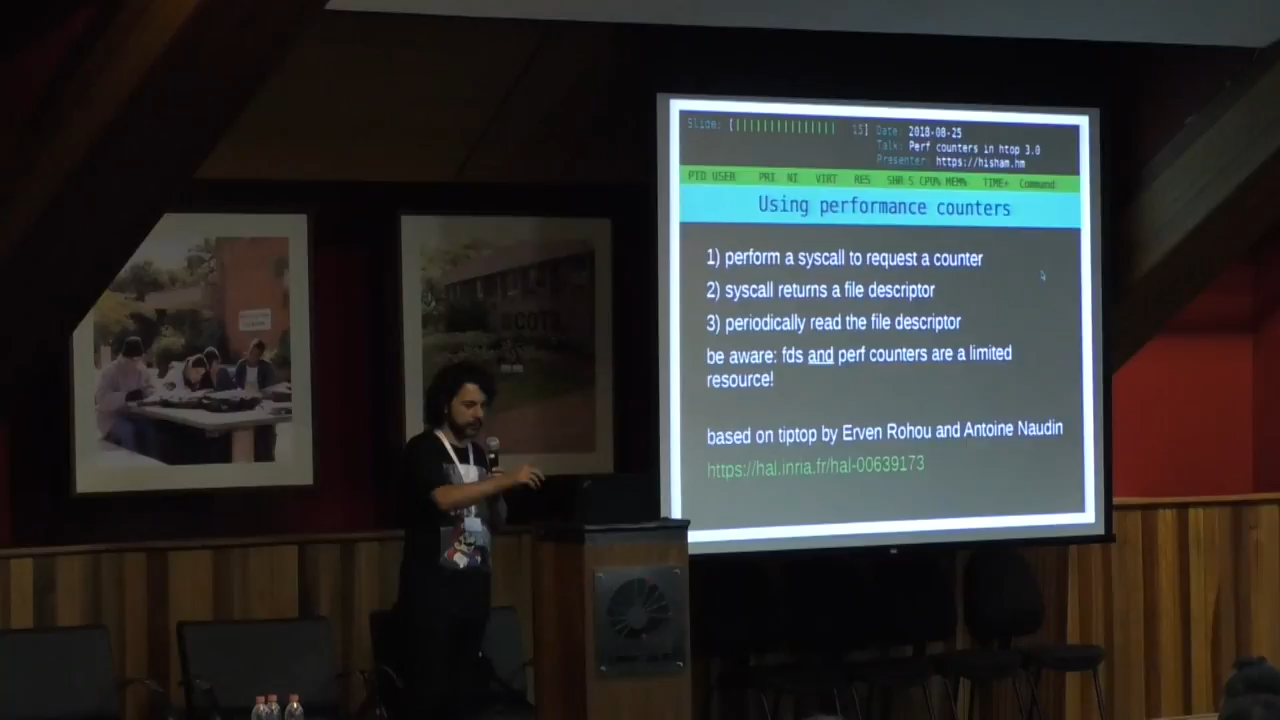 Slide: [|||||||||||||||| 15]
Date: 2018-08-25
Talk: Perf counters in htop 3.0
Presenter: https://hisham.hm
PID USER PRI NI VIRT RES SHR S CPU% MEM% TIME+ Command
Using performance counters
1) perform a syscall to request a counter
2) syscall returns a file descriptor
3) periodically read the file descriptor
be aware: fds and perf counters are a limited
resource!
based on tiptop by Erven Rohou and Antoine Naudin
https://hal.inria.fr/hal-00639173